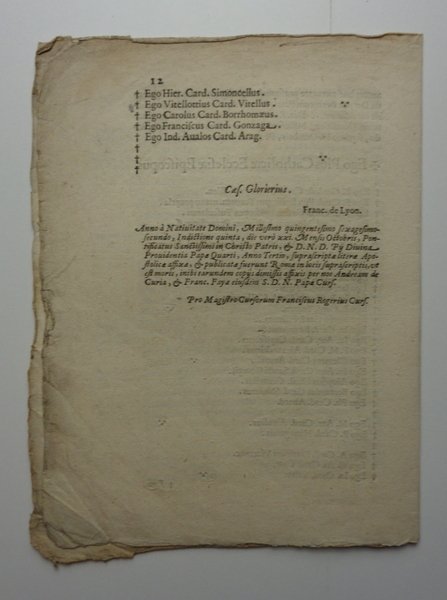 12
† Ego Hier. Card. Simoncellus.
† Ego Vitellottius Card. Vitellus.
† Ego Carolus Card. Borrhomæus.
† Ego Franciscus Card. Gonzaga.
† Ego Ind. Aualos Card. Arag.
†
†
†
Cæs. Glorierius.
Franc. de Lyon.
Anno à Natiuitate Domini, Millesimo quingentesimo sexagesimo-
secundo, Indictione quinta, die verò xxi. Mensis Octobris, Pon-
tificatus Sanctissimi in Christo Patris, & D. N. D. Pij Diuina
Prouidentia Papæ Quarti, Anno Tertio, suprascriptæ literæ Apo-
stolicæ affixæ, & publicatæ fuerunt Romæ in locis suprascriptis, vt
est moris, inibi earundem copijs dimissis affixis per nos Andream de
Curia, & Franc. Faya eiusdem S. D. N. Papæ Curs.
Pro Magistro Cursorum Franciscus Rogerius Curs.